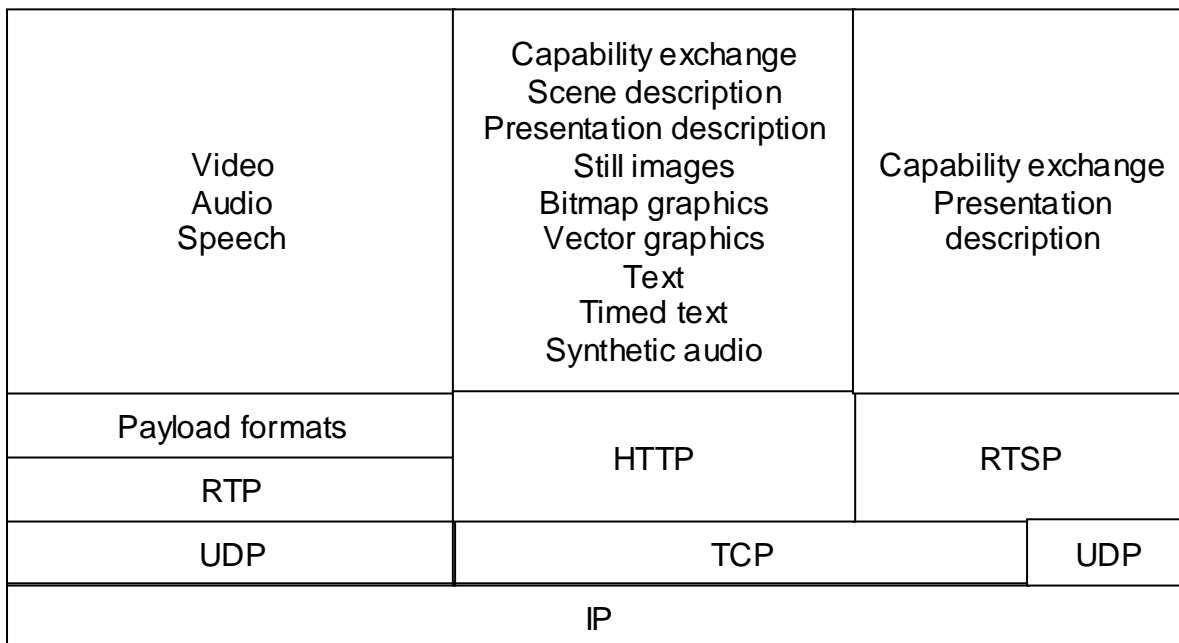 Video
Audio
Speech
Capability exchange
Scene description
Presentation description
Still images
Bitmap graphics
Vector graphics
Text
Timed text
Synthetic audio
Capability exchange
Presentation
description
Payload formats
RTP
HTTP
RTSP
UDP
TCP
UDP
IP